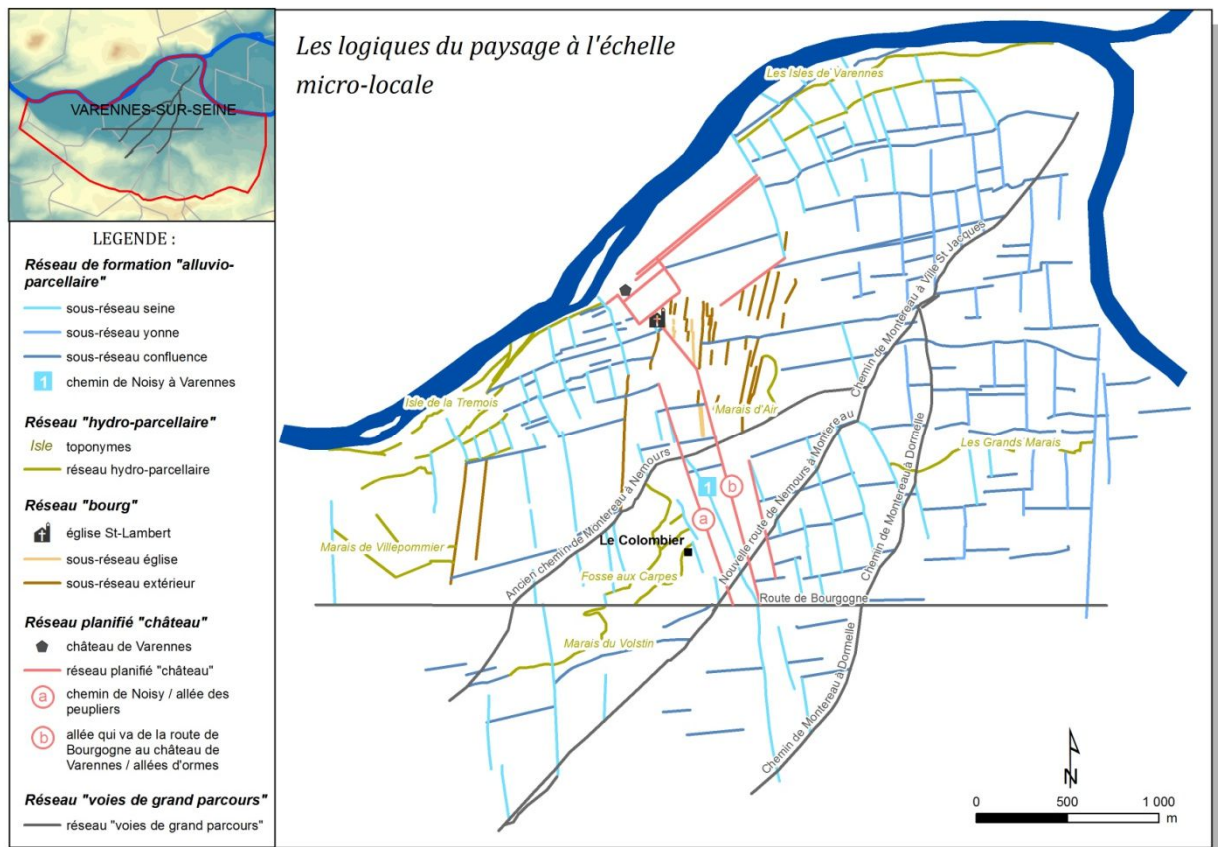 Les logiques du paysage à l'échelle
micro-locale
VARENNES-SUR-SEINE
LEGENDE :
Réseau de formation "alluvio-
parcellaire"
sous-réseau seine
sous-réseau yonne
sous-réseau confluence
1 chemin de Noisy à Varennes
Réseau "hydro-parcellaire"
Isle toponymes
réseau hydro-parcellaire
Réseau "bourg"
église St-Lambert
sous-réseau église
sous-réseau extérieur
Réseau planifié "château"
château de Varennes
réseau planifié "château"
a chemin de Noisy / allée des
peupliers
b allée qui va de la route de
Bourgogne au château de
Varennes / allées d'ormes
Réseau "voies de grand parcours"
réseau "voies de grand parcours"
Les Isles de Varennes
Chemin de Montereau à Ville St Jacques
Isle de la Tremois
Marais d'Air
Les Grands Marais
Ancien chemin de Montereau à Nemours
Nouvelle route de Nemours à Montereau
Chemin de Montereau à Dormelle
1
b
a
Marais de Villepommier
Le Colombier
Fosse aux Carpes
Route de Bourgogne
Marais du Volstin
Chemin de Montereau à Dormelle
N
0 500 1 000
m